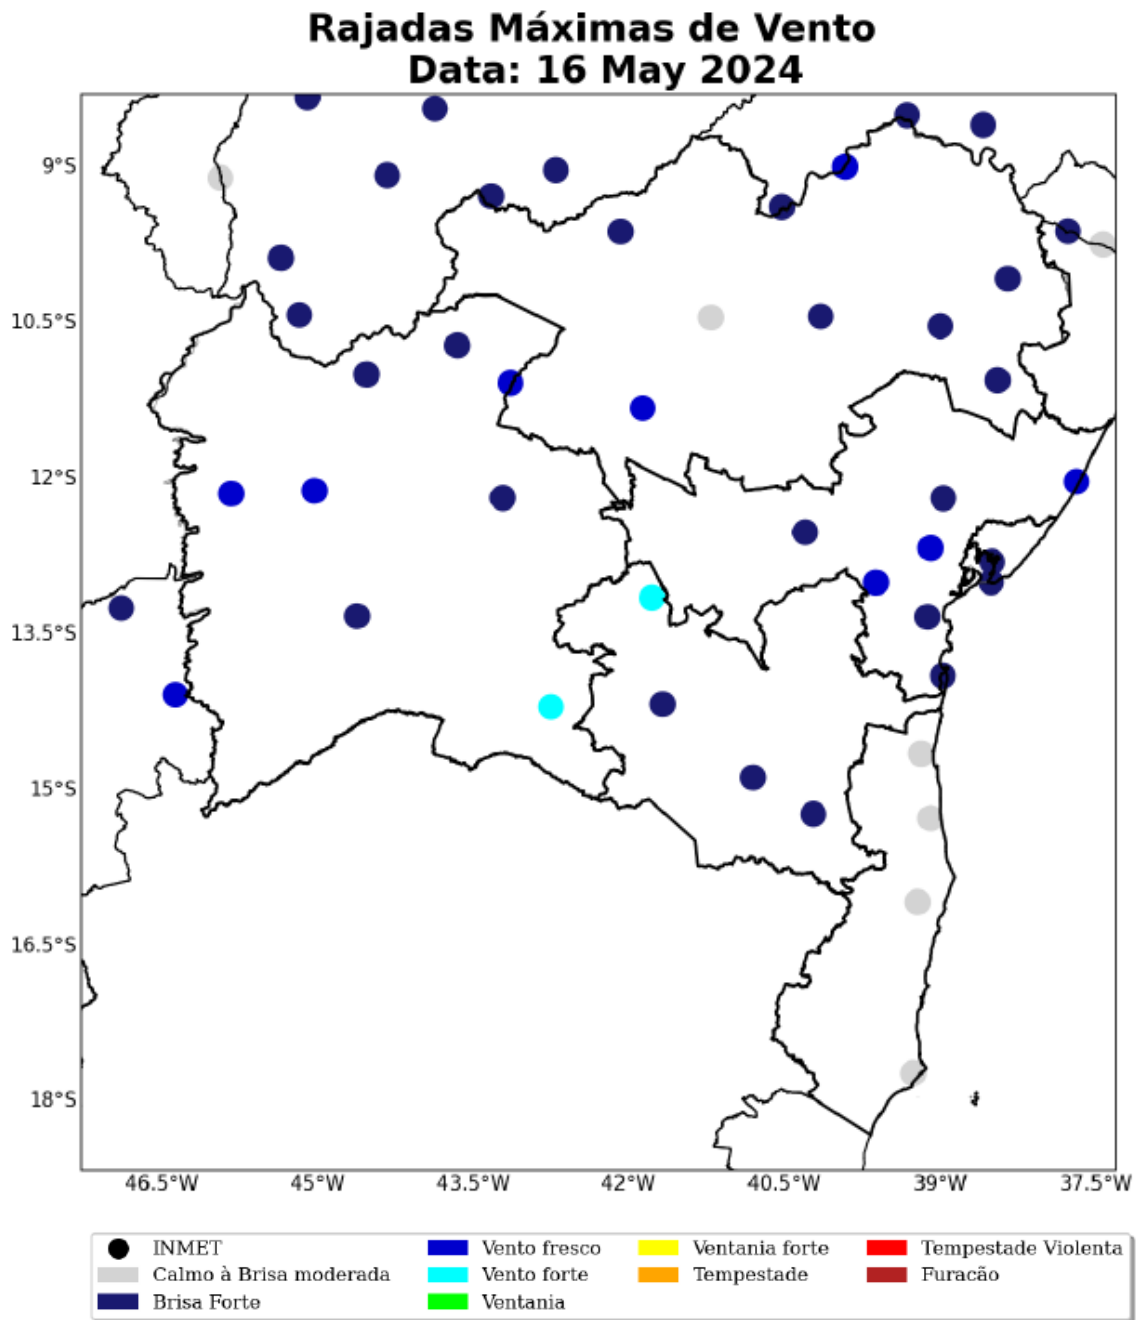 Rajadas Máximas de Vento
Data: 16 May 2024
9°S
10.5°S
12°S
13.5°S
15°S
16.5°S
18°S
46.5°W 45°W 43.5°W 42°W 40.5°W 39°W 37.5°W
INMET Vento fresco Ventania forte Tempestade Violenta
Calmo à Brisa moderada Vento forte Tempestade Furacão
Brisa Forte Ventania